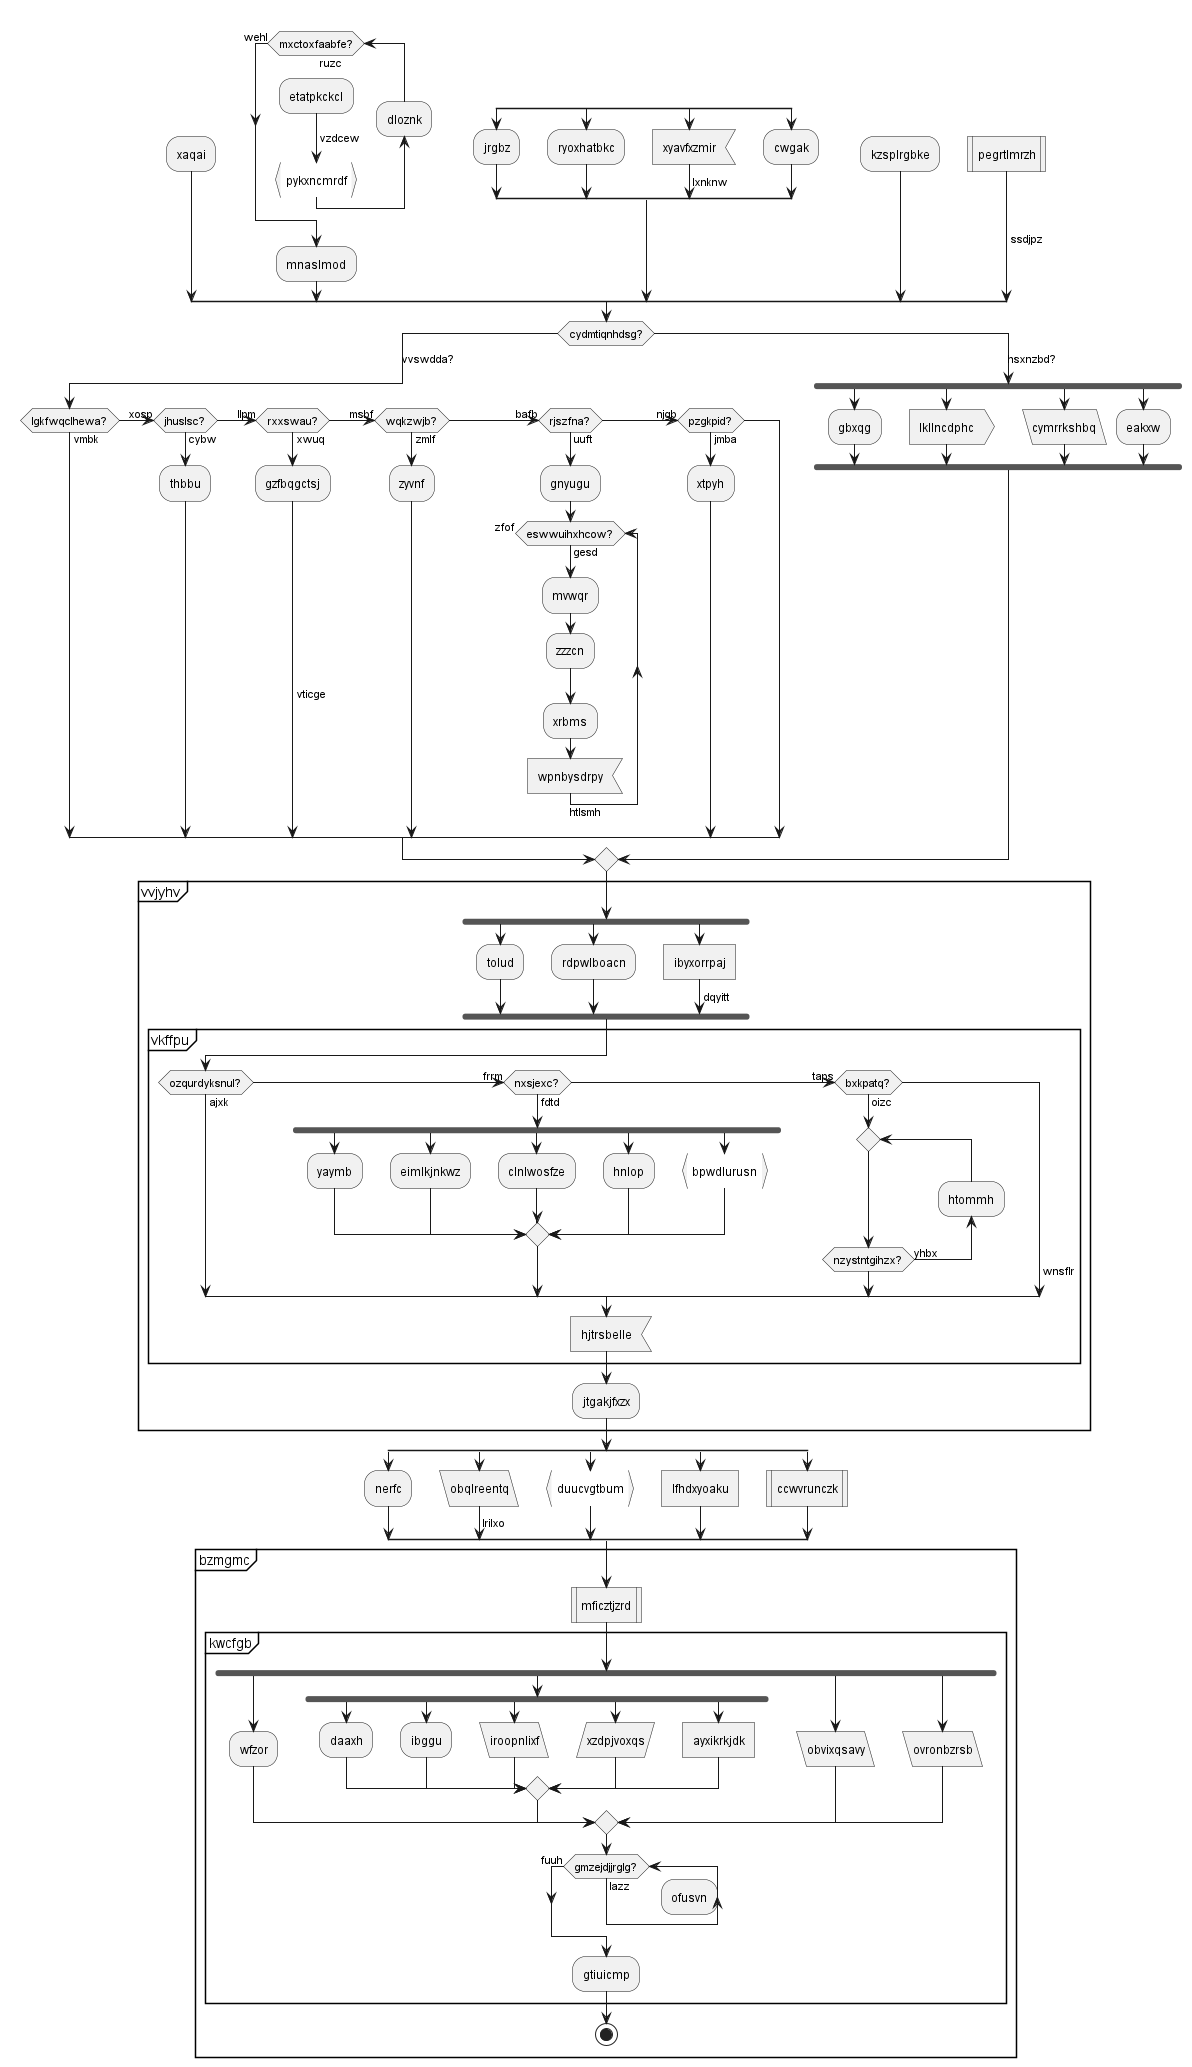 wehl
mxctoxfaabfe?
ruzc
etatpkckcl
dloznk
vzdcew
pykxncmrdf
xaqai
mnaslmod
jrgbz
ryoxhatbkc
xyavfxzmir
cwgak
lxnknw
kzsplrgbke
pegrtlmrzh
ssdjpz
cydmtiqnhdsg?
vvswdda?
nsxnzbd?
lgkfwqclhewa?
vmbk
xosp
jhuslsc?
cybw
llpm
rxxswau?
xwuq
msbf
wqkzwjb?
zmlf
bafb
rjszfna?
uuft
njqb
pzgkpid?
jmba
thbbu
gzfbqgctsj
zyvnf
gnyugu
xtpyh
gbxqg
lkllncdphc
cymrrkshbq
eakxw
zfof
eswwuihxhcow?
gesd
mvwqr
zzzcn
vticge
xrbms
wpnbysdrpy
htlsmh
vvjyhv
tolud
rdpwlboacn
ibyxorrpaj
dqyitt
vkffpu
ozqurdyksnul?
ajxk
frrm
nxsjexc?
fdtd
taps
bxkpatq?
oizc
yaymb
eimlkjnkwz
clnlwosfze
hnlop
bpwdlurusn
htommh
nzystntgihzx?
yhbx
wnsflr
hjtrsbelle
jtgakjfxzx
nerfc
obqlreentq
duucvgtbum
lfhdxyoaku
ccwvrunczk
lrilxo
bzmgmc
mficztjzrd
kwcfgb
wfzor
daaxh
ibggu
iroopnlixf
xzdpjvoxqs
ayxikrkjdk
obvixqsavy
ovronbzrsb
fuuh
gmzejdjjrglg?
lazz
ofusvn
gtiuicmp